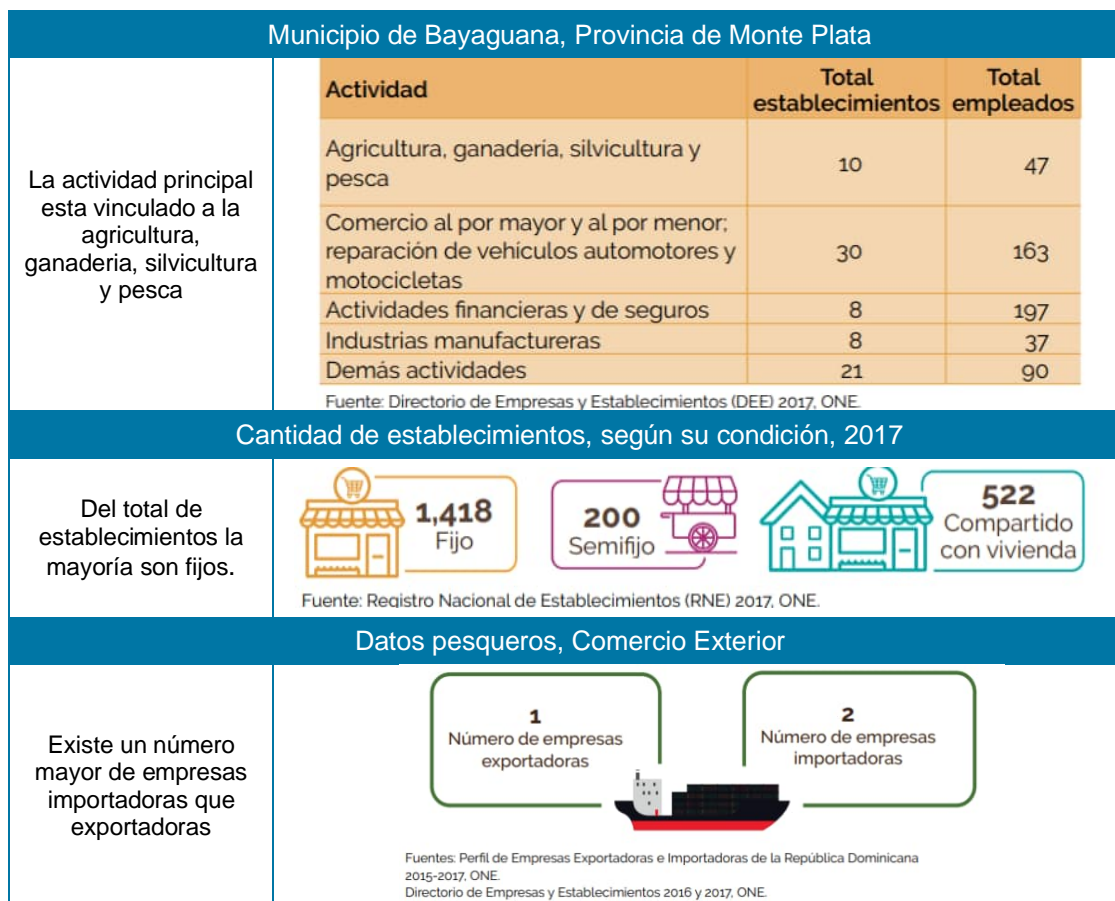 Municipio de Bayaguana, Provincia de Monte Plata
La actividad principal
esta vinculado a la
agricultura,
ganaderia, silvicultura
y pesca
Actividad
Total
establecimientos
Total
empleados
Agricultura, ganadería, silvicultura y
pesca
10
47
Comercio al por mayor y al por menor;
reparación de vehículos automotores y
motocicletas
30
163
Actividades financieras y de seguros
8
197
Industrias manufactureras
8
37
Demás actividades
21
90
Fuente: Directorio de Empresas y Establecimientos (DEE) 2017, ONE.
Cantidad de establecimientos, según su condición, 2017
Del total de
establecimientos la
mayoría son fijos.
1,418
Fijo
200
Semifijo
522
Compartido
con vivienda
Fuente: Registro Nacional de Establecimientos (RNE) 2017, ONE.
Datos pesqueros, Comercio Exterior
Existe un número
mayor de empresas
importadoras que
exportadoras
1
Número de empresas
exportadoras
2
Número de empresas
importadoras
Fuentes: Perfil de Empresas Exportadoras e Importadoras de la República Dominicana
2015-2017, ONE.
Directorio de Empresas y Establecimientos 2016 y 2017, ONE.